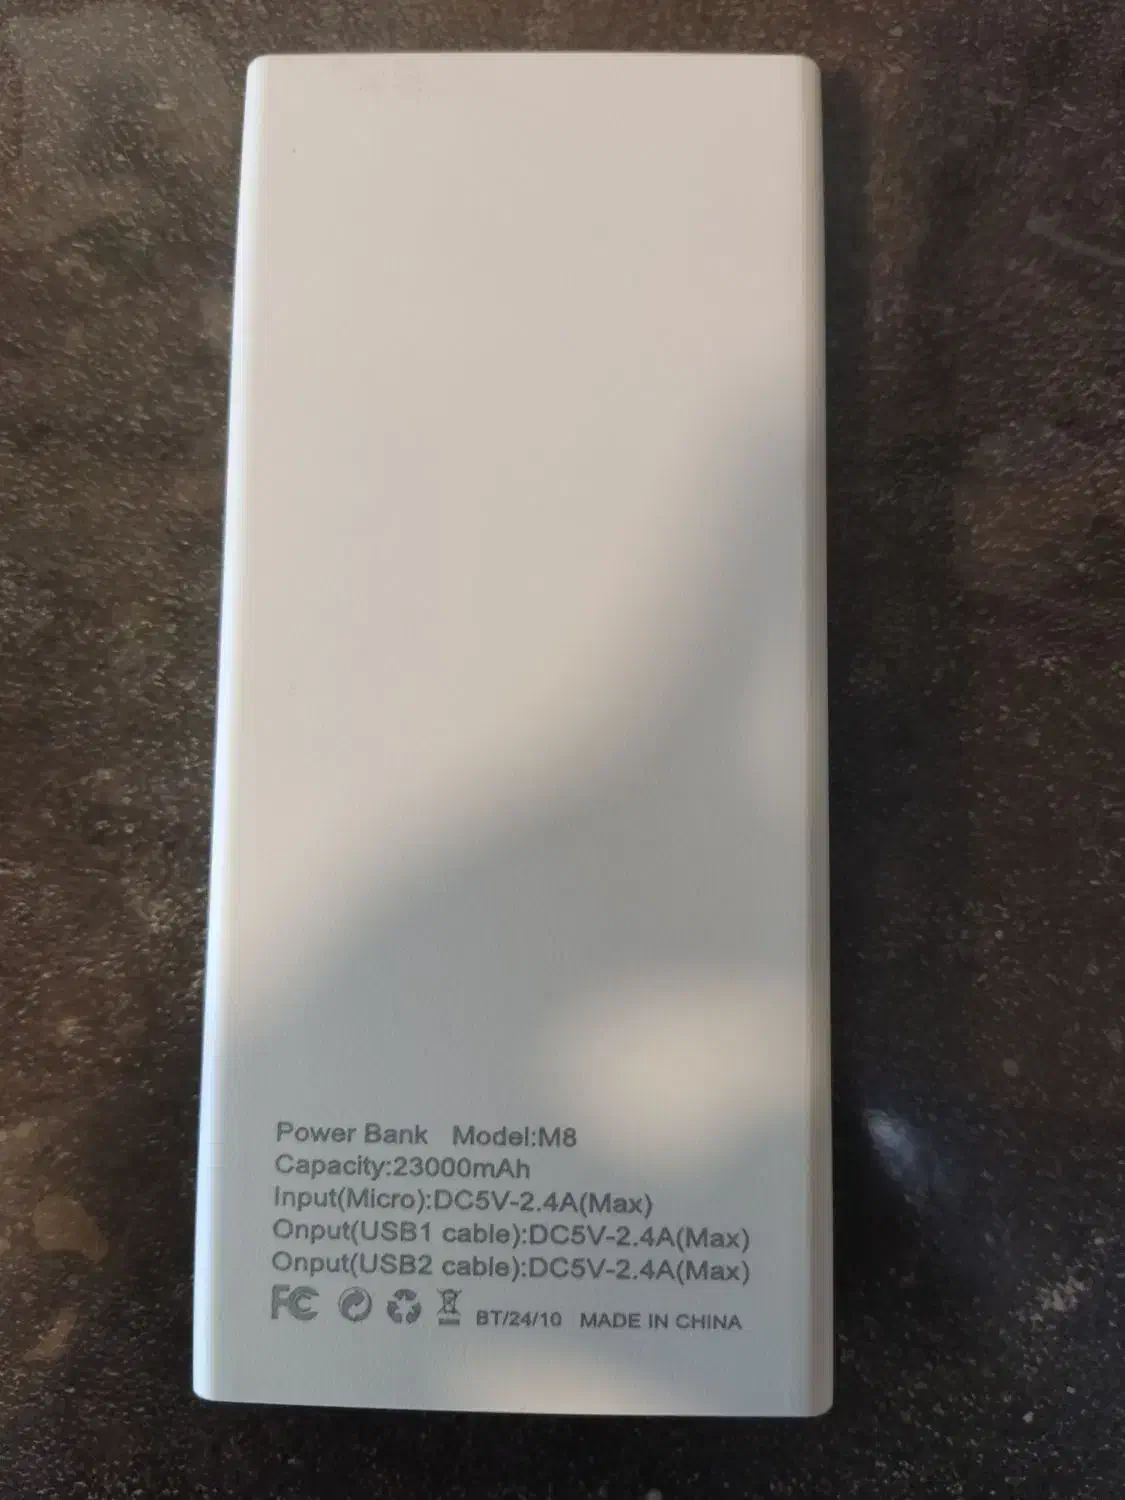 Power Bank Model:M8
Capacity:23000mAh
Input(Micro):DC5V-2.4A(Max)
Onput(USB1 cable):DC5V-2.4A(Max)
Onput(USB2 cable):DC5V-2.4A(Max)
FC BT/24/10 MADE IN CHINA